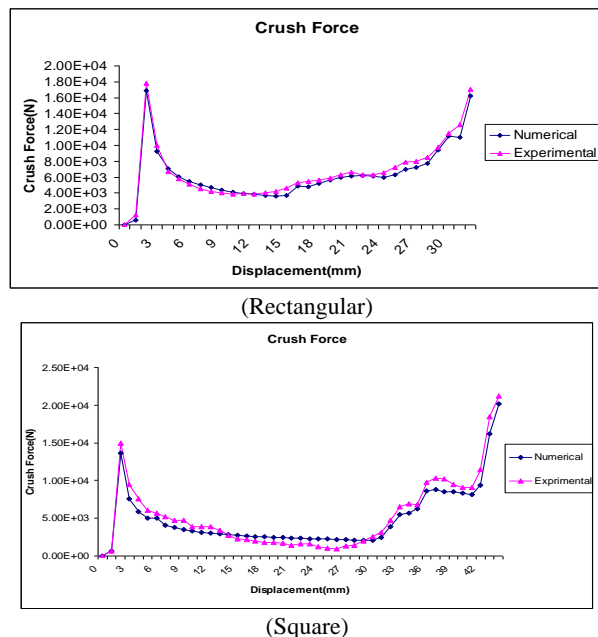 Crush Force
2.00E+04
1.80E+04
1.60E+04
1.40E+04
1.20E+04
1.00E+04
8.00E+03
6.00E+03
4.00E+03
2.00E+03
0.00E+00
Crush Force(N)
0 3 6 9 12 15 18 21 24 27 30
Displacement(mm)
Numerical
Experimental
(Rectangular)
Crush Force
2.50E+04
2.00E+04
1.50E+04
1.00E+04
5.00E+03
0.00E+00
Crush Force(N)
0 3 6 9 12 15 18 21 24 27 30 33 36 39 42
Displacement(mm)
Numerical
Exprimental
(Square)